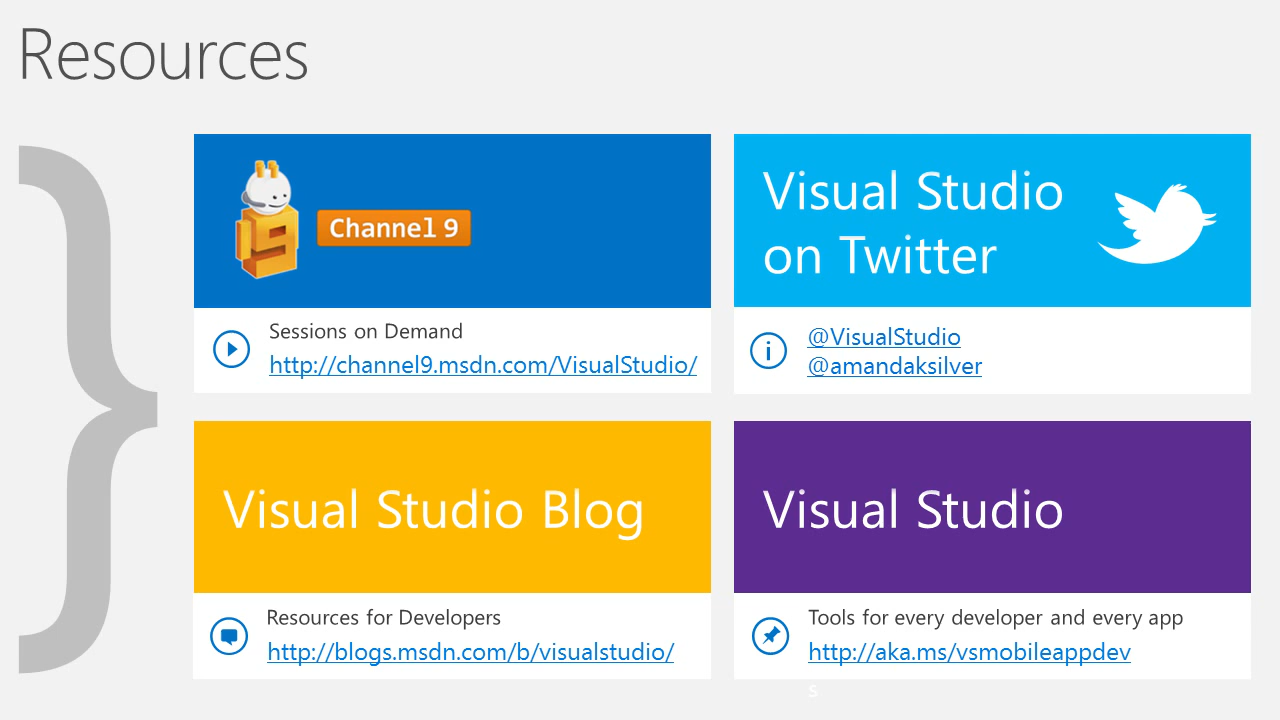 Resources
Channel 9
Sessions on Demand
http://channel9.msdn.com/VisualStudio/
Visual Studio
on Twitter
@VisualStudio
@amandaksilver
Visual Studio Blog
Resources for Developers
http://blogs.msdn.com/b/visualstudio/
Visual Studio
Tools for every developer and every app
http://aka.ms/vsmobileappdev
s